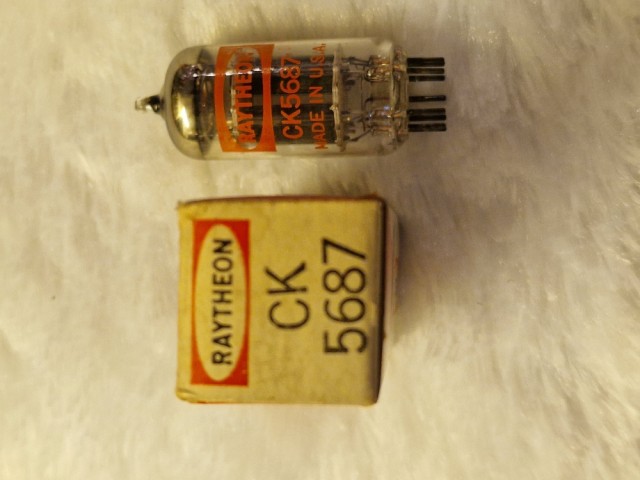 RAYTHEON
CK5687
MADE IN U.S.A.
RAYTHEON
CK
5687